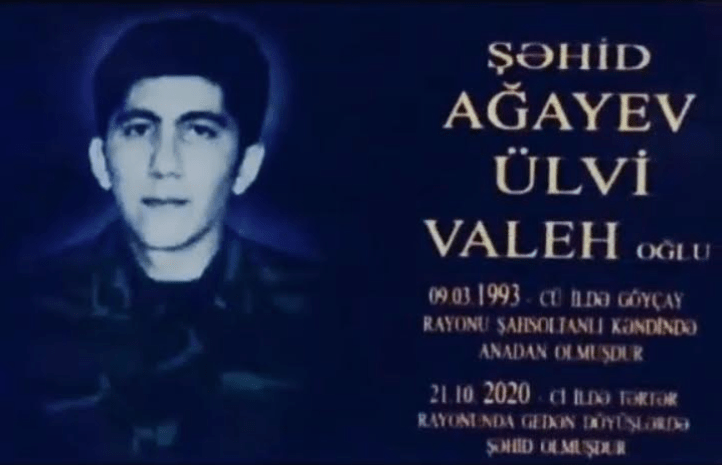 ŞƏHİD
AĞAYEV
ÜLVİ
VALEH OĞLU
09.03.1993 - CÜ İLDƏ GÖYÇAY
RAYONU ŞAHSOLTANLI KƏNDİNDƏ
ANADAN OLMUŞDUR
21.10.2020 - Cİ İLDƏ TƏRTƏR
RAYONUNDA GEDƏN DÖYÜŞLƏRDƏ
ŞƏHİD OLMUŞDUR